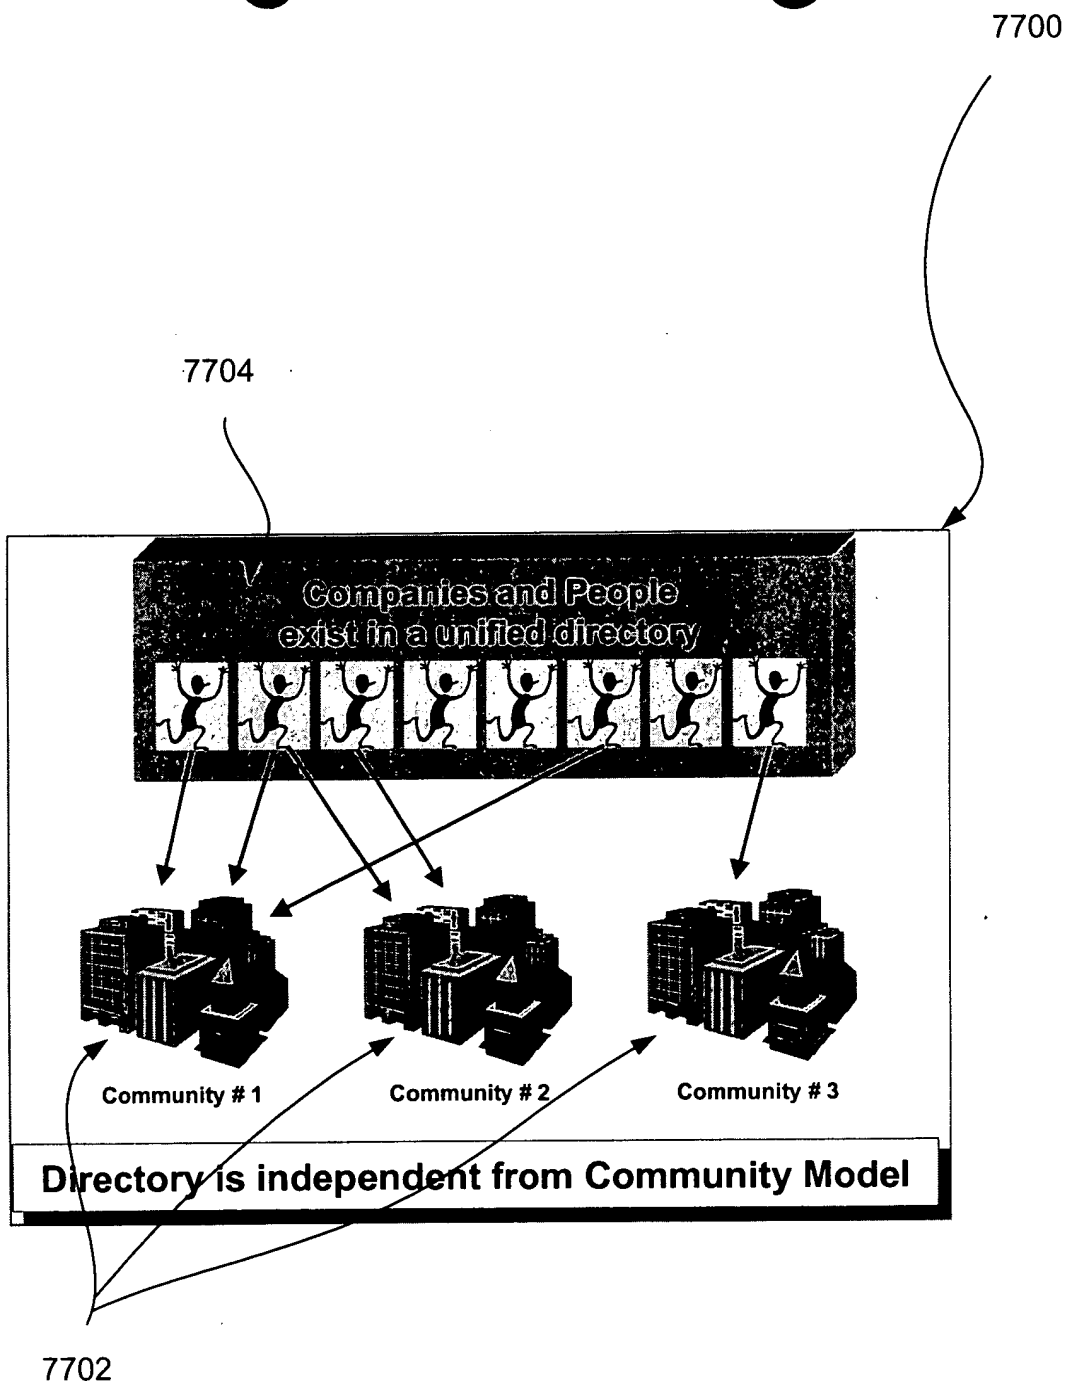 7700
7704
Companies and People
exist in a unified directory
Community # 1
Community # 2
Community # 3
Directory is independent from Community Model
7702